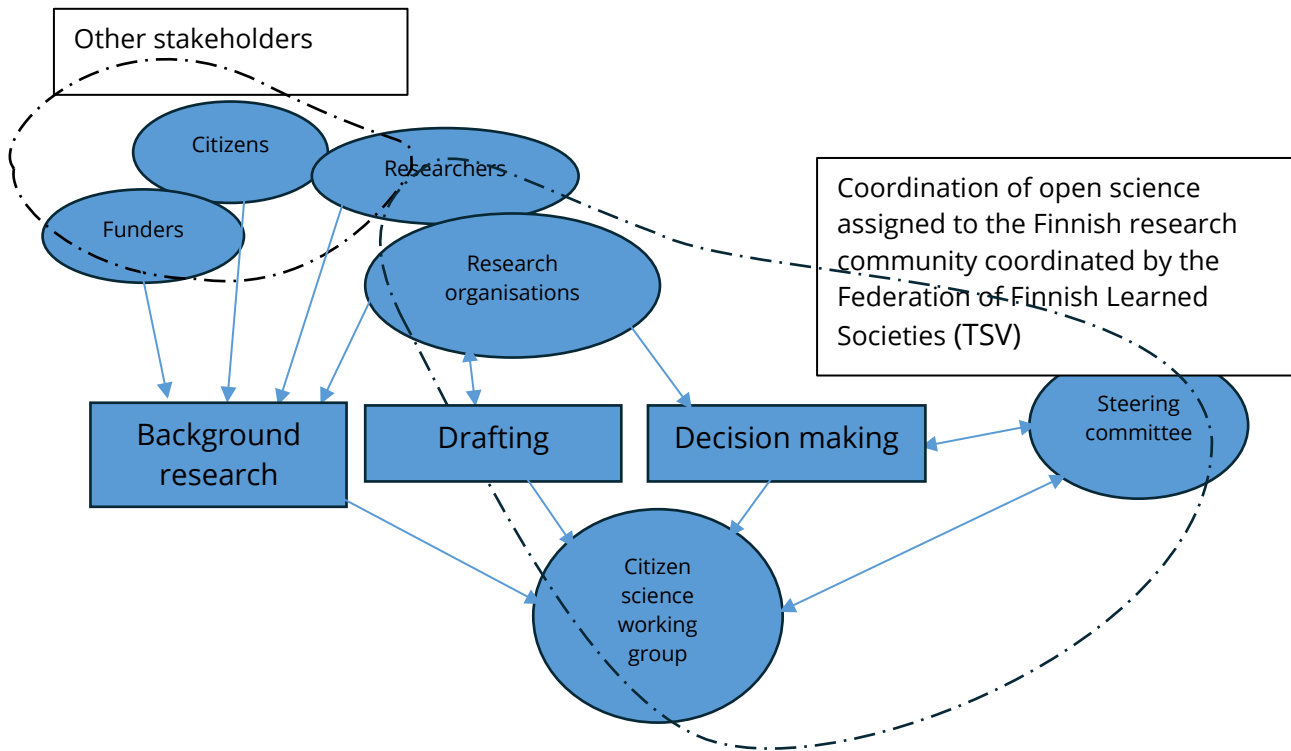 Other stakeholders
Citizens
Researchers
Funders
Research
organisations
Coordination of open science
assigned to the Finnish research
community coordinated by the
Federation of Finnish Learned
Societies (TSV)
Background
research
Drafting
Decision making
Steering
committee
Citizen
science
working
group